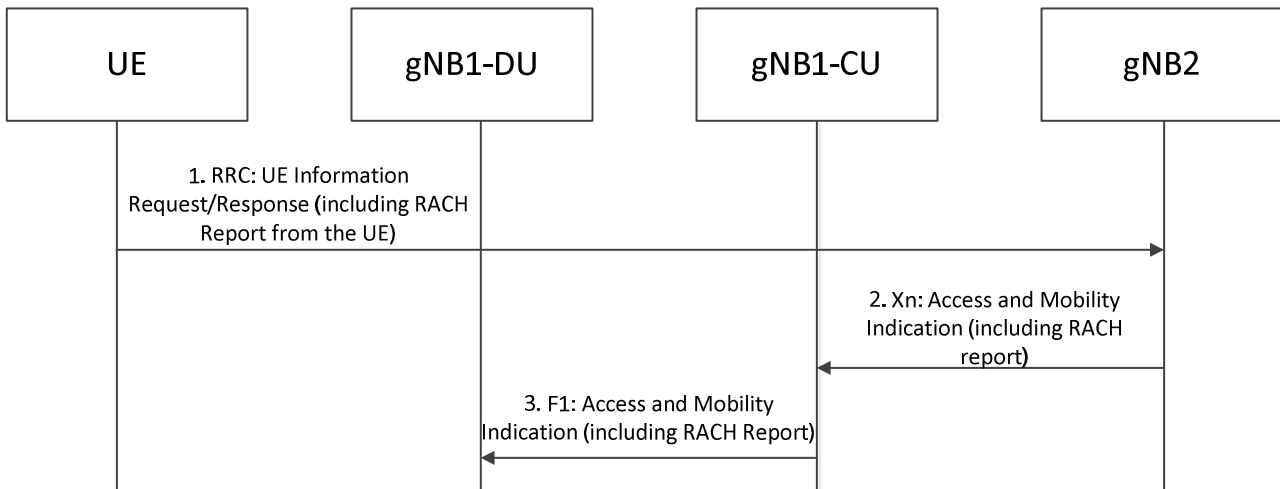 UE
gNB1-DU
gNB1-CU
gNB2
1. RRC: UE Information
Request/Response (including RACH
Report from the UE)
2. Xn: Access and Mobility
Indication (including RACH
report)
3. F1: Access and Mobility
Indication (including RACH Report)